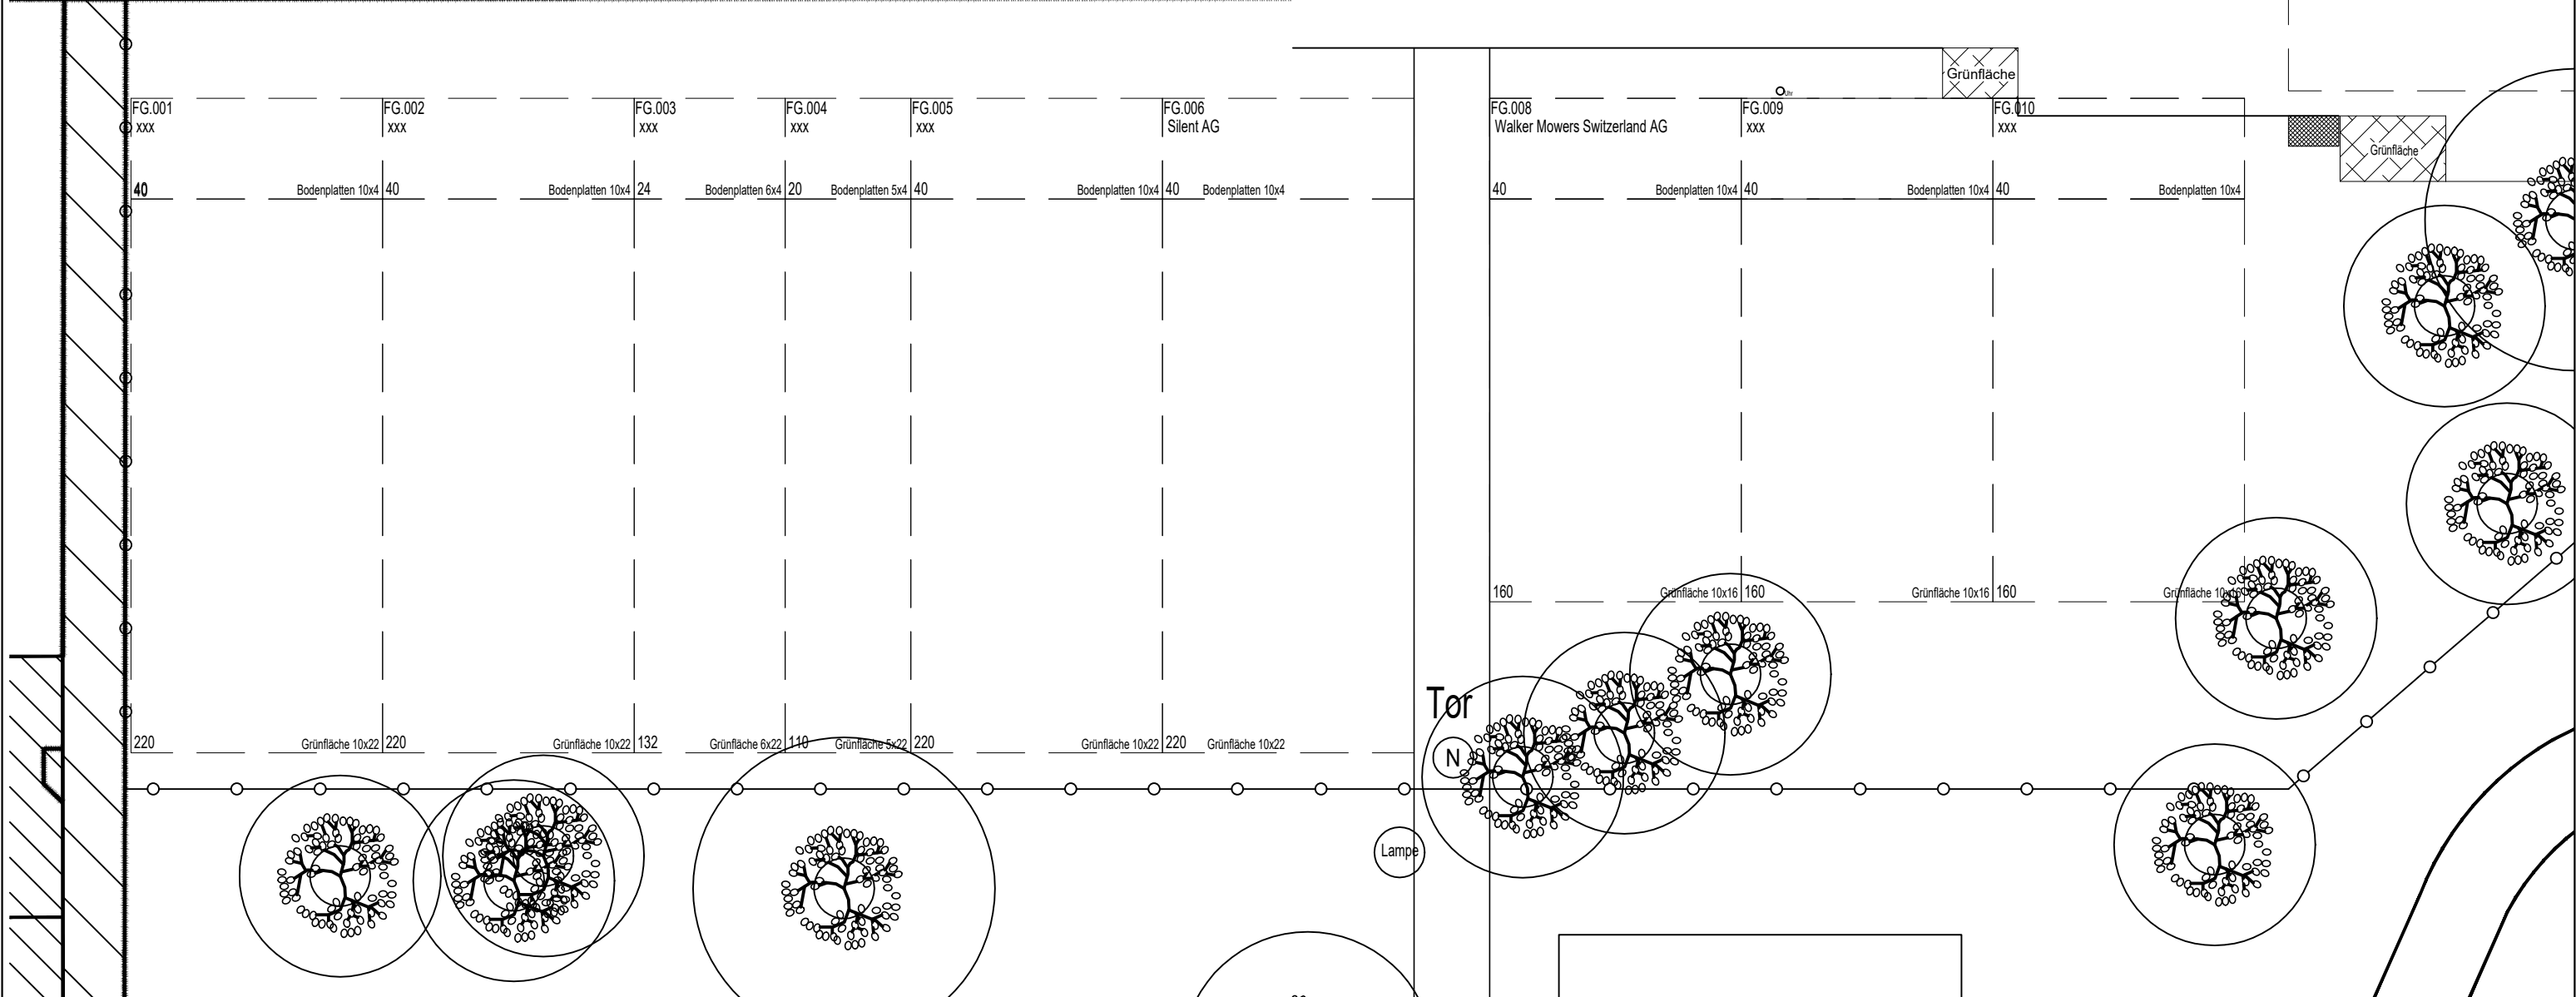 Grünfläche
FG.001
xxx
FG.002
xxx
FG.003
xxx
FG.004
xxx
FG.005
xxx
FG.006
Silent AG
FG.008
Walker Mowers Switzerland AG
FG.009
xxx
FG.010
xxx
Uhr
Grünfläche
40
Bodenplatten 10x4
40
Bodenplatten 10x4
24
Bodenplatten 6x4
20
Bodenplatten 5x4
40
Bodenplatten 10x4
40
Bodenplatten 10x4
40
Bodenplatten 10x4
40
Bodenplatten 10x4
40
Bodenplatten 10x4
160
Grünfläche 10x16
160
Grünfläche 10x16
160
Grünfläche 10x16
Tor
220
Grünfläche 10x22
220
Grünfläche 10x22
132
Grünfläche 6x22
110
Grünfläche 5x22
220
Grünfläche 10x22
220
Grünfläche 10x22
N
Lampe